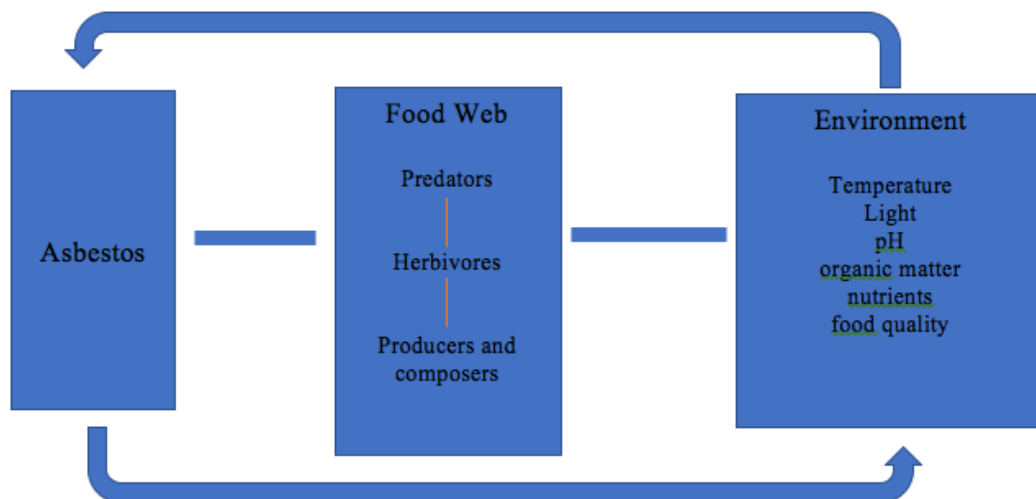 Asbestos
Food Web
Predators
Herbivores
Producers and
composers
Environment
Temperature
Light
pH
organic matter
nutrients
food quality